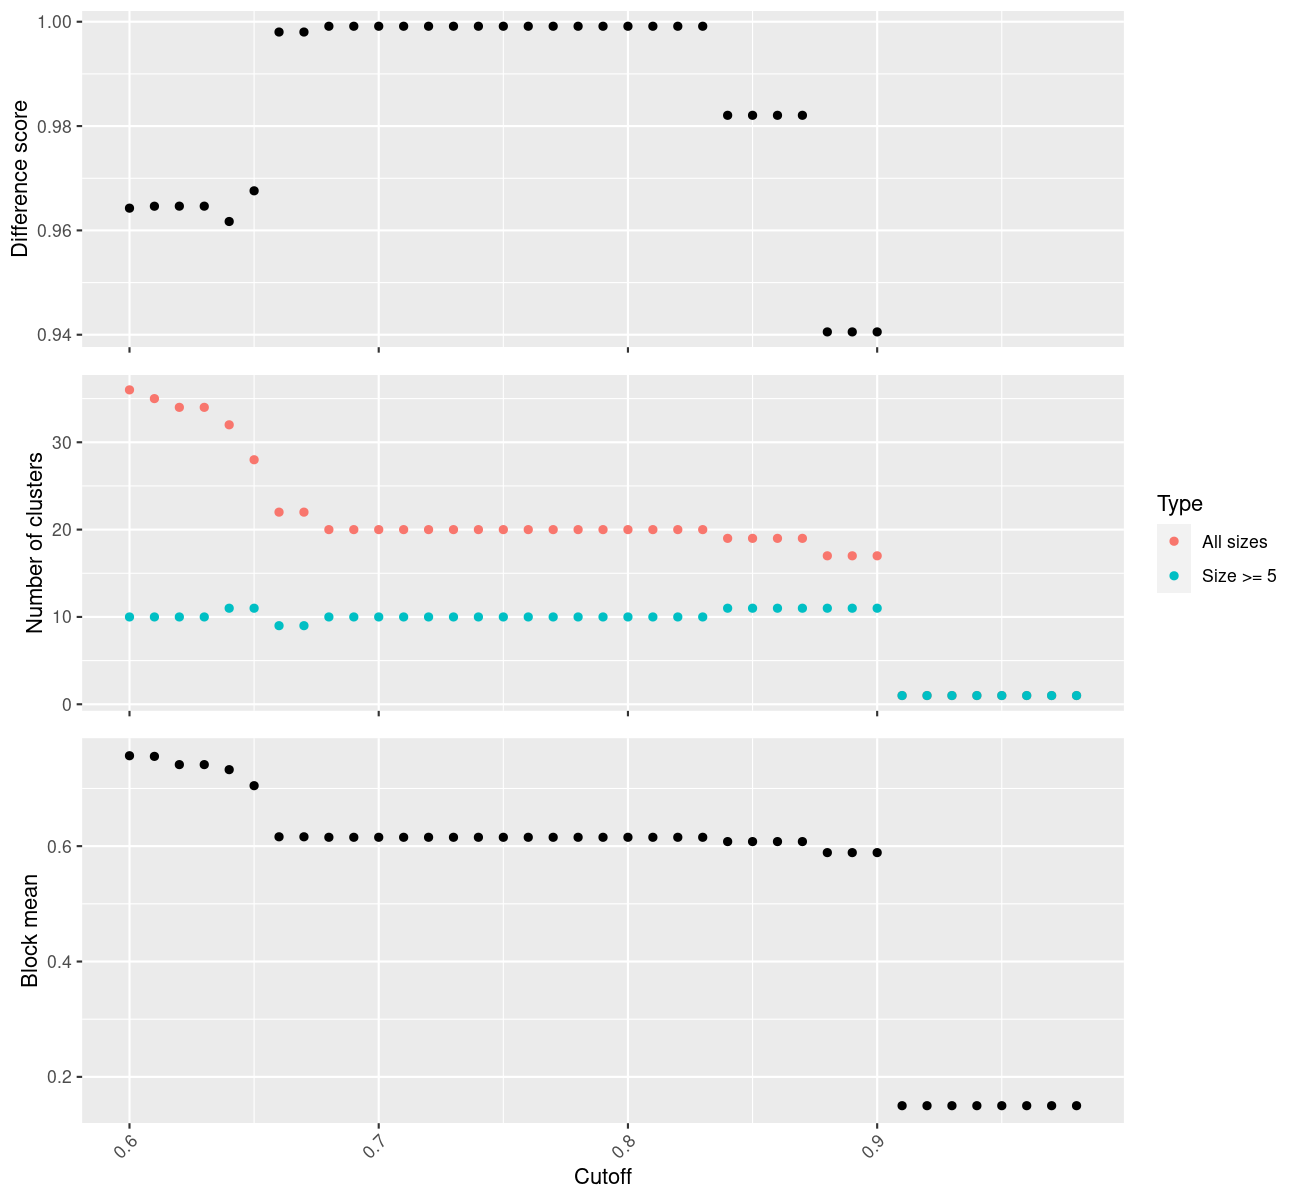 1.00
0.98
0.96
0.94
Difference score
30
20
10
0
Number of clusters
Type
All sizes
Size >= 5
0.6
0.4
0.2
Block mean
0.6
0.7
0.8
0.9
Cutoff